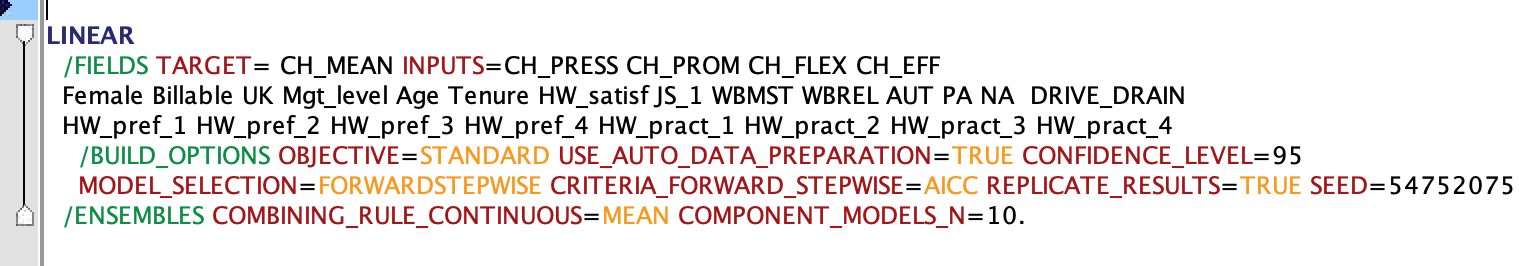 LINEAR
/FIELDS TARGET= CH_MEAN INPUTS=CH_PRESS CH_PROM CH_FLEX CH_EFF
Female Billable UK Mgt_level Age Tenure HW_satisf JS_1 WBMST WBREL AUT PA NA  DRIVE_DRAIN
HW_pref_1 HW_pref_2 HW_pref_3 HW_pref_4 HW_pract_1 HW_pract_2 HW_pract_3 HW_pract_4
/BUILD_OPTIONS OBJECTIVE=STANDARD USE_AUTO_DATA_PREPARATION=TRUE CONFIDENCE_LEVEL=95
MODEL_SELECTION=FORWARDSTEPWISE CRITERIA_FORWARD_STEPWISE=AICC REPLICATE_RESULTS=TRUE SEED=54752075
/ENSEMBLES COMBINING_RULE_CONTINUOUS=MEAN COMPONENT_MODELS_N=10.